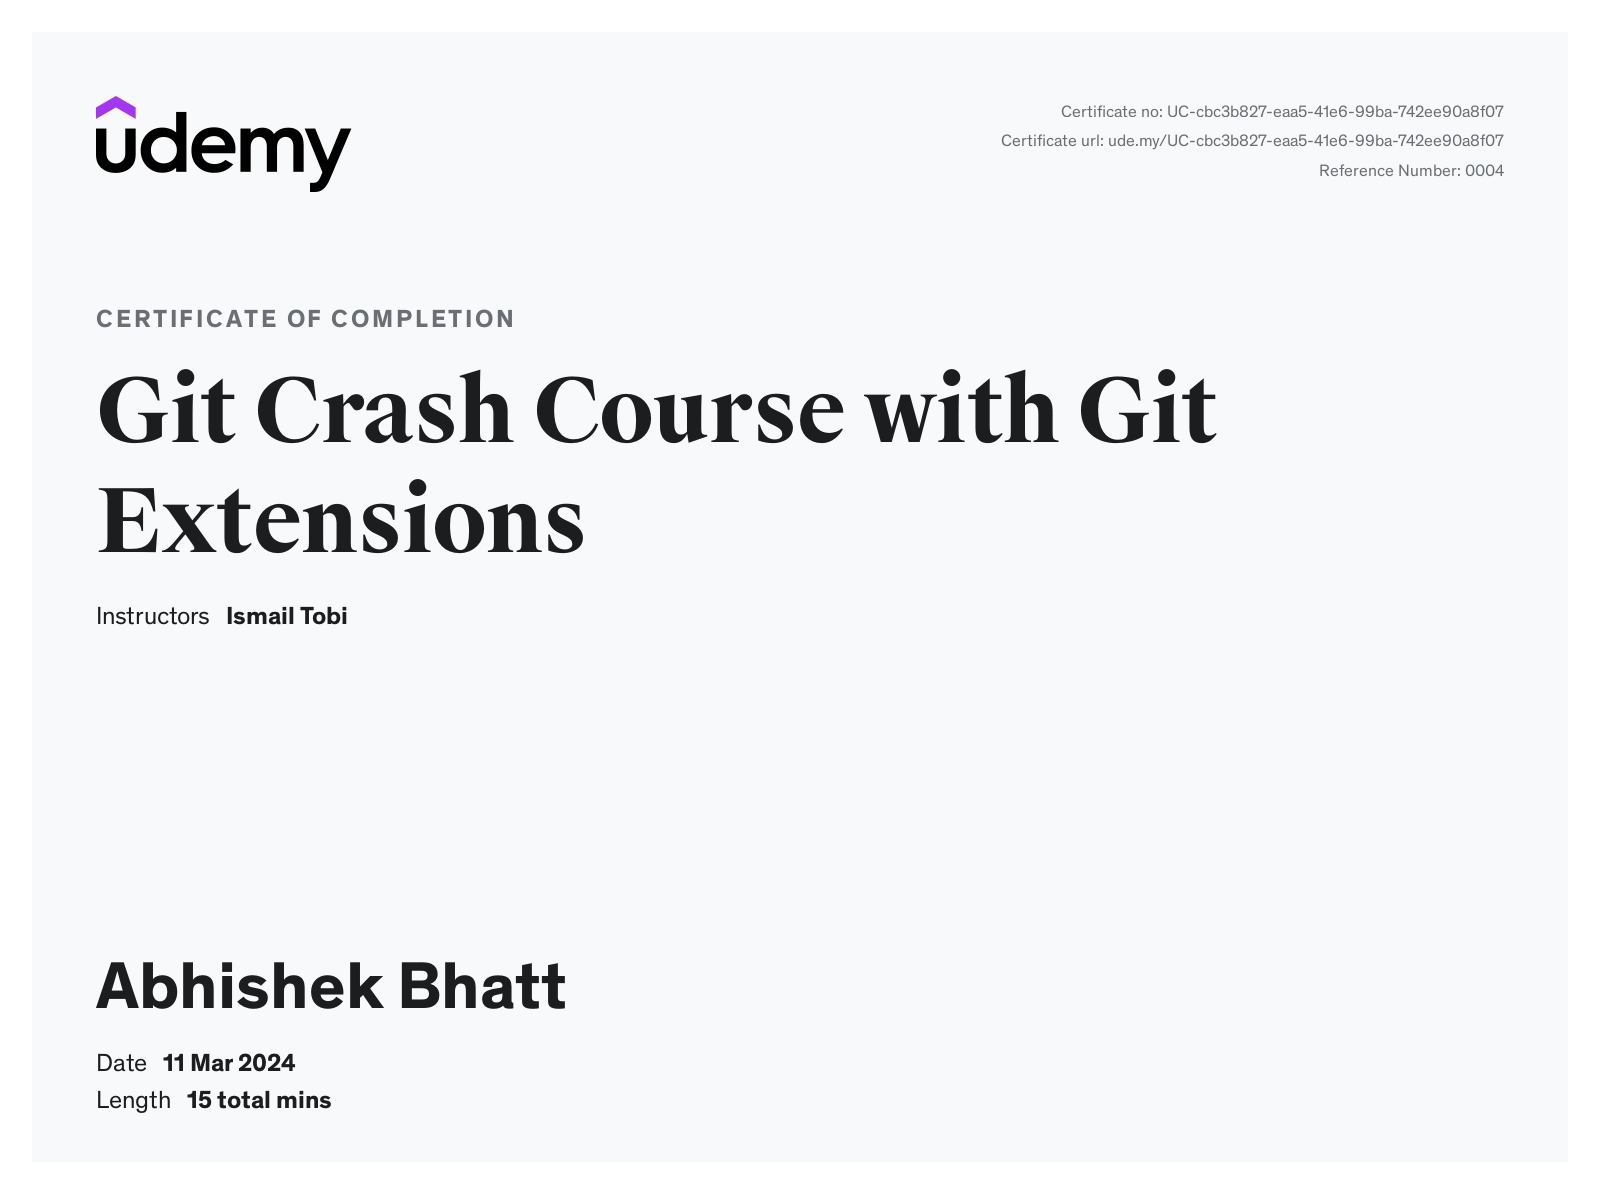 udemy
Certificate no: UC-cbc3b827-eaa5-41e6-99ba-742ee90a8f07
Certificate url: ude.my/UC-cbc3b827-eaa5-41e6-99ba-742ee90a8f07
Reference Number: 0004
CERTIFICATE OF COMPLETION
Git Crash Course with Git
Extensions
Instructors Ismail Tobi
Abhishek Bhatt
Date 11 Mar 2024
Length 15 total mins